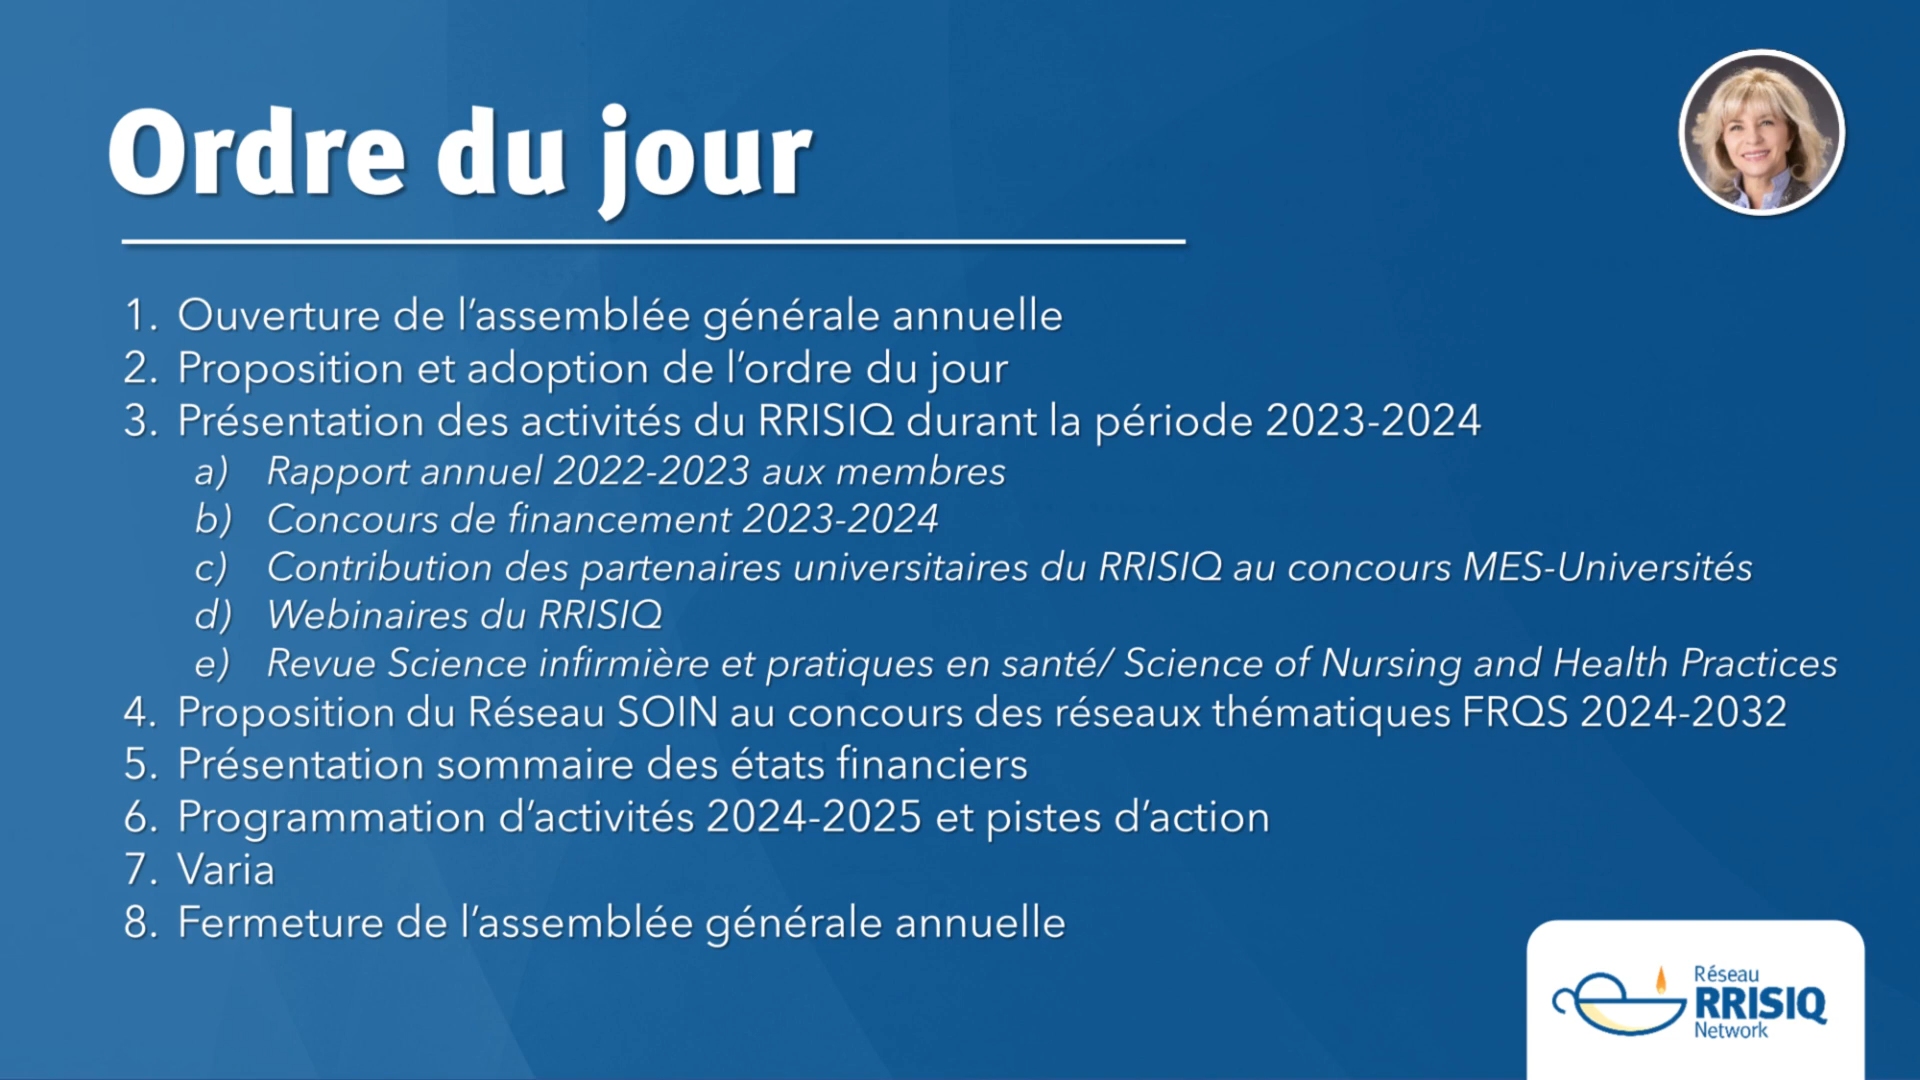 Ordre du jour
1. Ouverture de l’assemblée générale annuelle
2. Proposition et adoption de l’ordre du jour
3. Présentation des activités du RRISIQ durant la période 2023-2024
a) Rapport annuel 2022-2023 aux membres
b) Concours de financement 2023-2024
c) Contribution des partenaires universitaires du RRISIQ au concours MES-Universités
d) Webinaires du RRISIQ
e) Revue Science infirmière et pratiques en santé/ Science of Nursing and Health Practices
4. Proposition du Réseau SOIN au concours des réseaux thématiques FRQS 2024-2032
5. Présentation sommaire des états financiers
6. Programmation d’activités 2024-2025 et pistes d’action
7. Varia
8. Fermeture de l’assemblée générale annuelle
Réseau
RRISIQ
Network